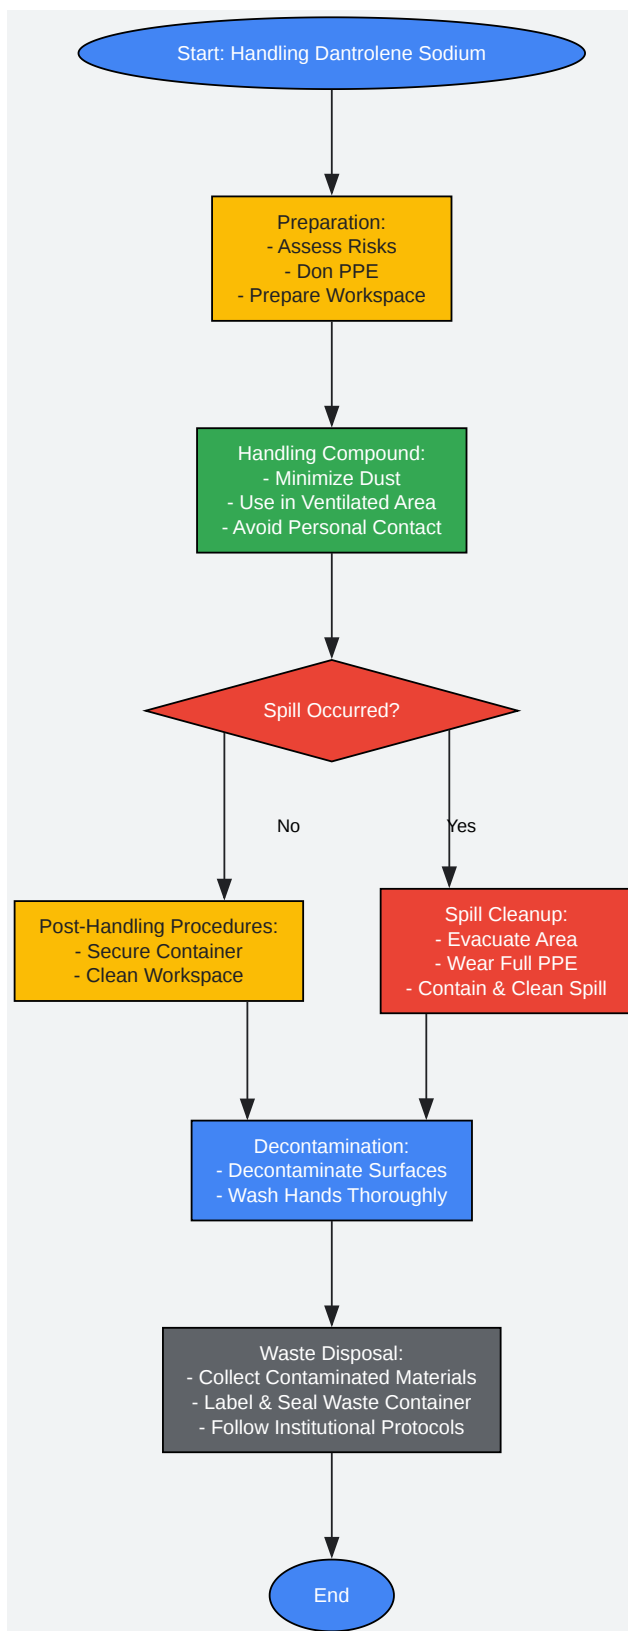 Start: Handling Dantrolene Sodium
Preparation:
- Assess Risks
- Don PPE
- Prepare Workspace
Handling Compound:
- Minimize Dust
- Use in Ventilated Area
- Avoid Personal Contact
Spill Occurred?
No
Yes
Post-Handling Procedures:
- Secure Container
- Clean Workspace
Spill Cleanup:
- Evacuate Area
- Wear Full PPE
- Contain & Clean Spill
Decontamination:
- Decontaminate Surfaces
- Wash Hands Thoroughly
Waste Disposal:
- Collect Contaminated Materials
- Label & Seal Waste Container
- Follow Institutional Protocols
End